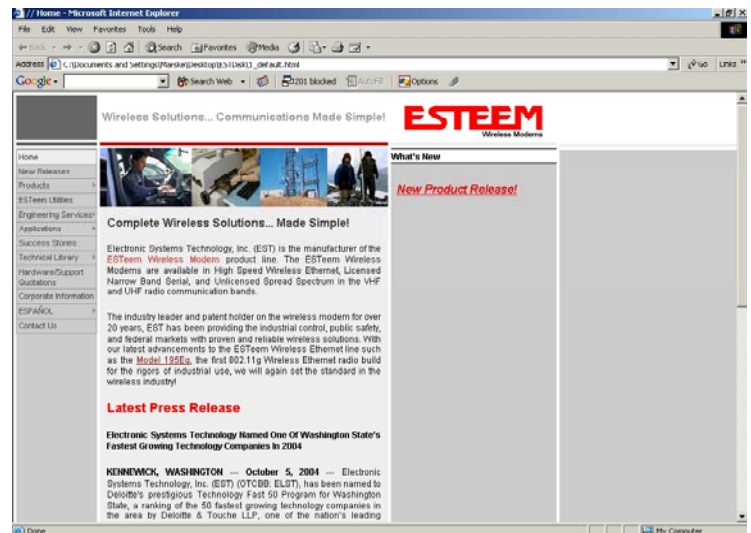 // Home - Microsoft Internet Explorer
File Edit View Favorites Tools Help
Back Search Favorites Media
Address C:\Documents and Settings\Marske\Desktop\ESTDisk\1_default.html Go Links »
Google Search Web 1201 blocked AutoFill Options
Wireless Solutions... Communications Made Simple!
ESTEEM
Wireless Modems
Home
New Releases
Products
ESTeem Utilities
Engineering Services
Applications
Success Stories
Technical Library
Hardware/Support
Quotations
Corporate Information
ESPAÑOL
Contact Us
Complete Wireless Solutions... Made Simple!
Electronic Systems Technology, Inc. (EST) is the manufacturer of the
ESTeem Wireless Modem product line. The ESTeem Wireless
Modems are available in High Speed Wireless Ethernet, Licensed
Narrow Band Serial, and Unlicensed Spread Spectrum in the VHF
and UHF radio communication bands.
The industry leader and patent holder on the wireless modem for over
20 years, EST has been providing the industrial control, public safety,
and federal markets with proven and reliable wireless solutions. With
our latest advancements to the ESTeem Wireless Ethernet line such
as the Model 195Eg, the first 802.11g Wireless Ethernet radio build
for the rigors of industrial use, we will again set the standard in the
wireless industry!
Latest Press Release
Electronic Systems Technology Named One Of Washington State's
Fastest Growing Technology Companies In 2004
KENNEWICK, WASHINGTON --- October 5, 2004 --- Electronic
Systems Technology, Inc. (EST) (OTCBB: ELST), has been named to
Deloitte's prestigious Technology Fast 50 Program for Washington
State, a ranking of the 50 fastest growing technology companies in
the area by Deloitte & Touche LLP, one of the nation's leading
What's New
New Product Release!
Done
My Computer